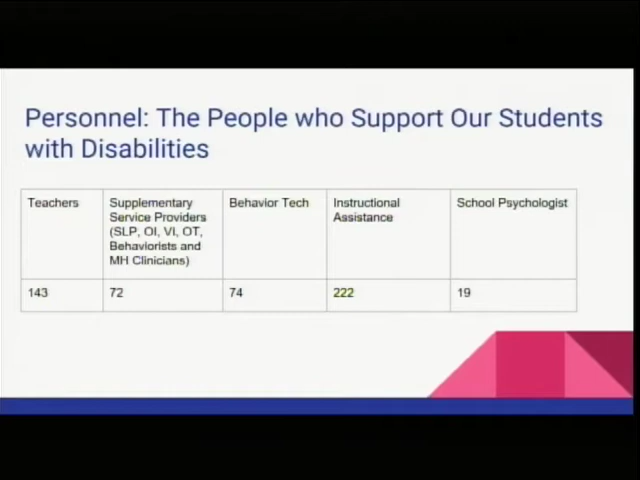 Personnel: The People who Support Our Students
with Disabilities
Teachers
Supplementary
Service Providers
(SLP, OI, VI, OT,
Behaviorists and
MH Clinicians)
Behavior Tech
Instructional
Assistance
School Psychologist
143
72
74
222
19